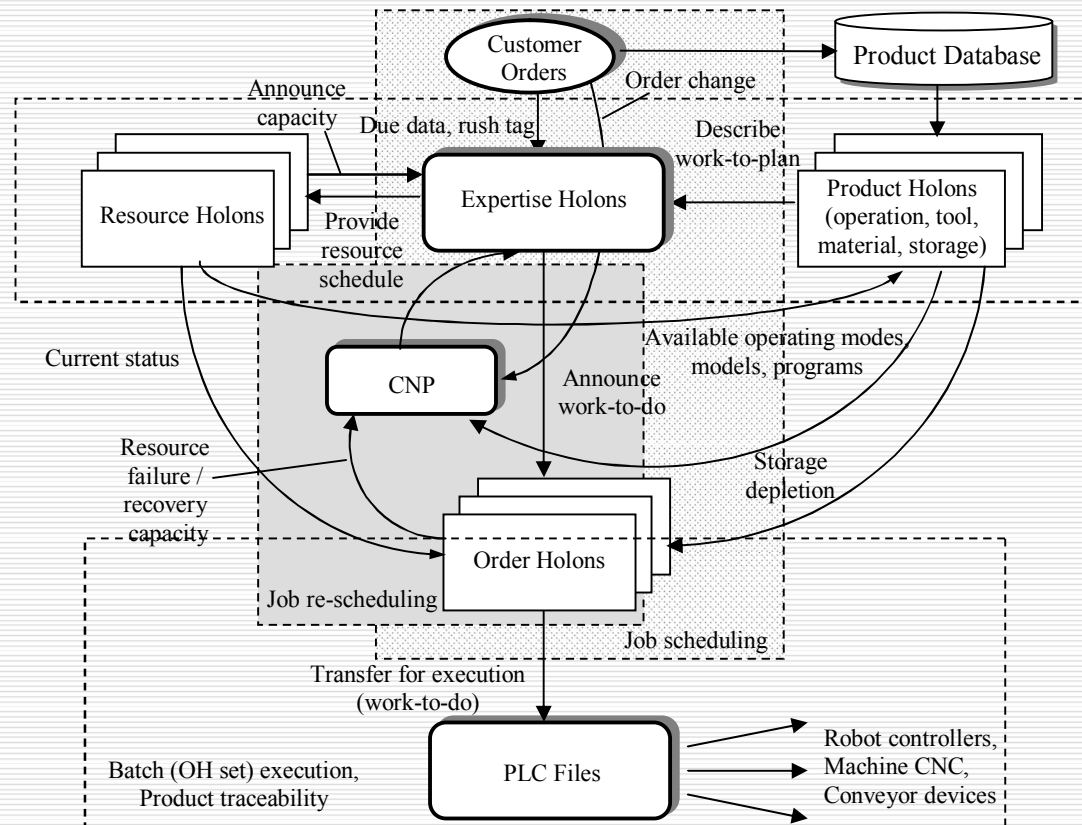 Customer
Orders
Product Database
Order change
Announce
capacity
Due data, rush tag
Describe
work-to-plan
Resource Holons
Expertise Holons
Product Holons
(operation, tool,
material, storage)
Provide
resource
schedule
Current status
Available operating modes,
models, programs
CNP
Announce
work-to-do
Resource
failure /
recovery
capacity
Storage
depletion
Order Holons
Job re-scheduling
Job scheduling
Transfer for execution
(work-to-do)
Batch (OH set) execution,
Product traceability
PLC Files
Robot controllers,
Machine CNC,
Conveyor devices